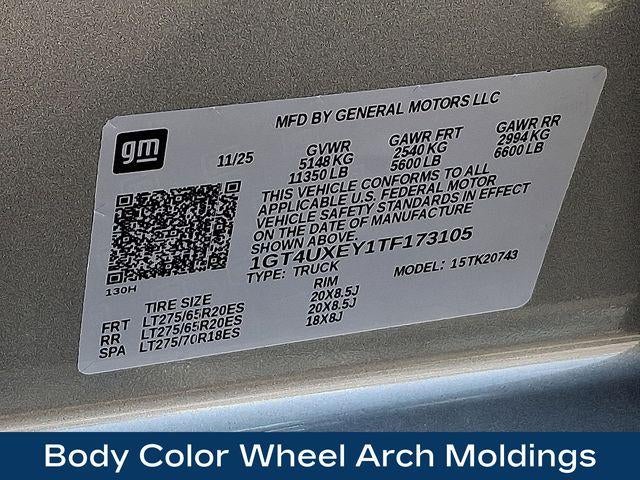 MFD BY GENERAL MOTORS LLC
gm
11/25
GVWR
5148 KG
11350 LB
GAWR FRT
2540 KG
5600 LB
GAWR RR
2994 KG
6600 LB
THIS VEHICLE CONFORMS TO ALL
APPLICABLE U.S. FEDERAL MOTOR
VEHICLE SAFETY STANDARDS IN EFFECT
ON THE DATE OF MANUFACTURE
SHOWN ABOVE.
1GT4UXEY1TF173105
TYPE: TRUCK MODEL: 15TK20743
130H
TIRE SIZE RIM
FRT LT275/65R20ES 20X8.5J
RR LT275/65R20ES 20X8.5J
SPA LT275/70R18ES 18X8J
Body Color Wheel Arch Moldings